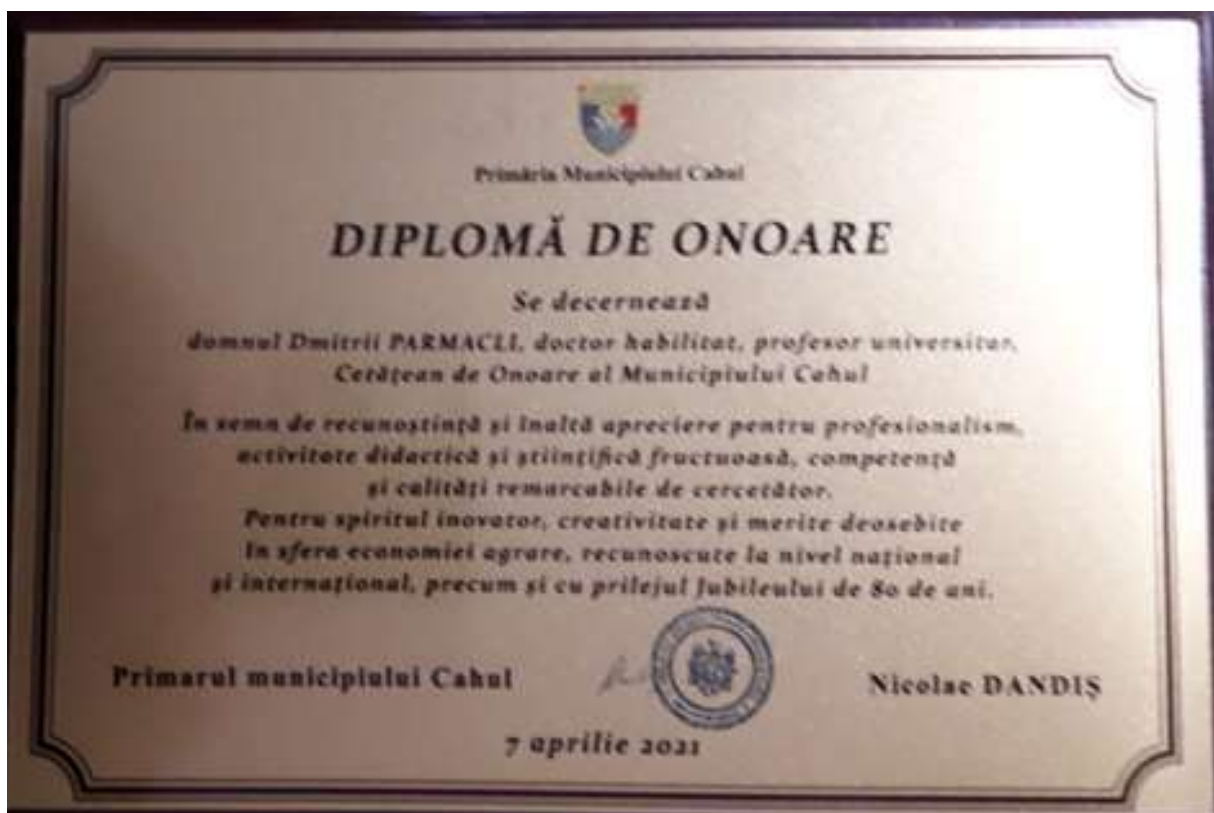 Primăria Municipiului Cahul
DIPLOMĂ DE ONOARE
Se decernează
domnul Dmitrii PARMACLI, doctor habilitat, profesor universitar,
Cetățean de Onoare al Municipiului Cahul
În semn de recunoștință și înaltă apreciere pentru profesionalism,
activitate didactică și științifică fructuoasă, competență
și calități remarcabile de cercetător.
Pentru spiritul inovator, creativitate și merite deosebite
în sfera economiei agrare, recunoscute la nivel național
și internațional, precum și cu prilejul Jubileului de 80 de ani.
Primarul municipiului Cahul
Nicolae DANDIȘ
7 aprilie 2021